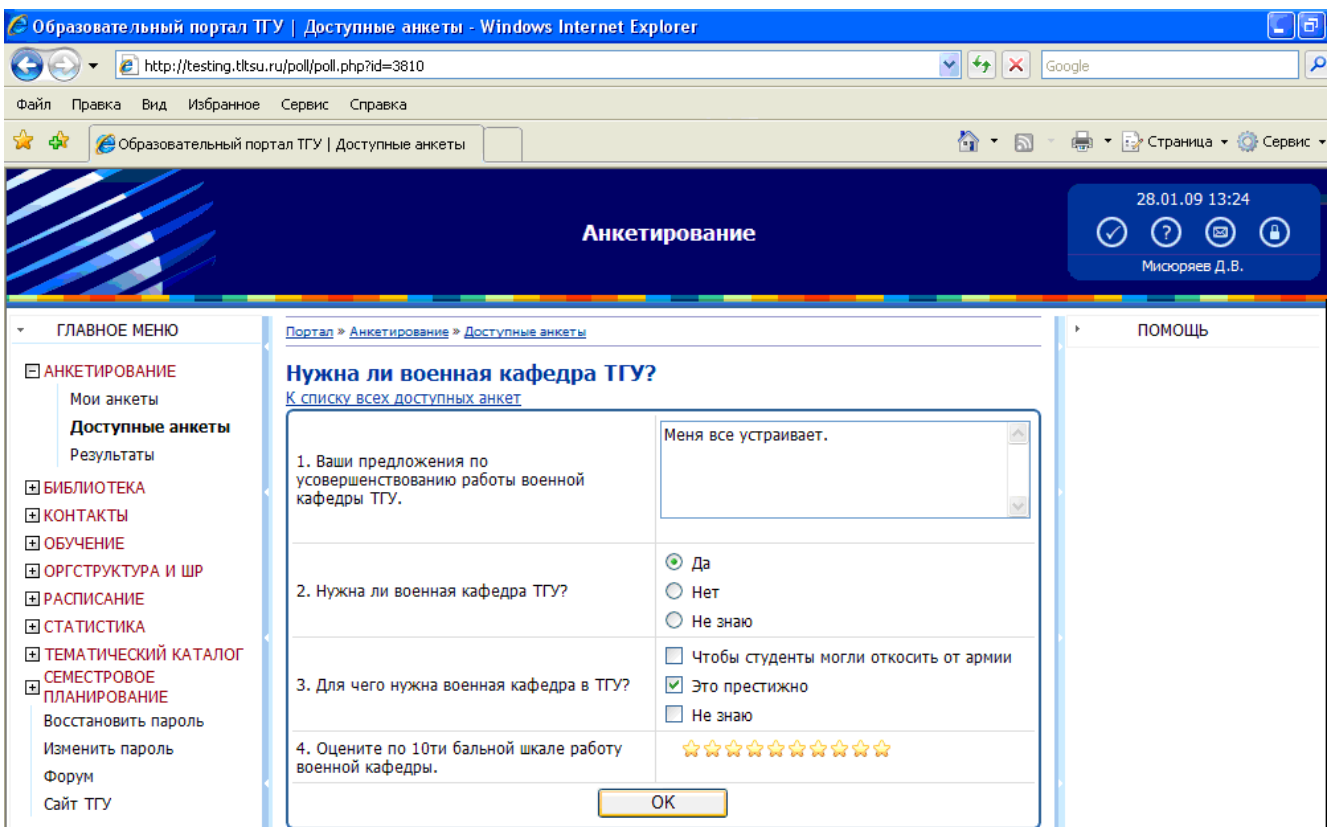 Образовательный портал ТГУ | Доступные анкеты - Windows Internet Explorer
http://testing.tltsu.ru/poll/poll.php?id=3810
Google
Файл Правка Вид Избранное Сервис Справка
Образовательный портал ТГУ | Доступные анкеты
Страница Сервис
Анкетирование
28.01.09 13:24
Мисюряев Д.В.
ГЛАВНОЕ МЕНЮ
АНКЕТИРОВАНИЕ
Мои анкеты
Доступные анкеты
Результаты
БИБЛИОТЕКА
КОНТАКТЫ
ОБУЧЕНИЕ
ОРГСТРУКТУРА И ШР
РАСПИСАНИЕ
СТАТИСТИКА
ТЕМАТИЧЕСКИЙ КАТАЛОГ
СЕМЕСТРОВОЕ
ПЛАНИРОВАНИЕ
Восстановить пароль
Изменить пароль
Форум
Сайт ТГУ
Портал » Анкетирование » Доступные анкеты
Нужна ли военная кафедра ТГУ?
К списку всех доступных анкет
1. Ваши предложения по
усовершенствованию работы военной
кафедры ТГУ.
Меня все устраивает.
2. Нужна ли военная кафедра ТГУ?
Да
Нет
Не знаю
3. Для чего нужна военная кафедра в ТГУ?
Чтобы студенты могли откосить от армии
Это престижно
Не знаю
4. Оцените по 10ти бальной шкале работу
военной кафедры.
OK
ПОМОЩЬ